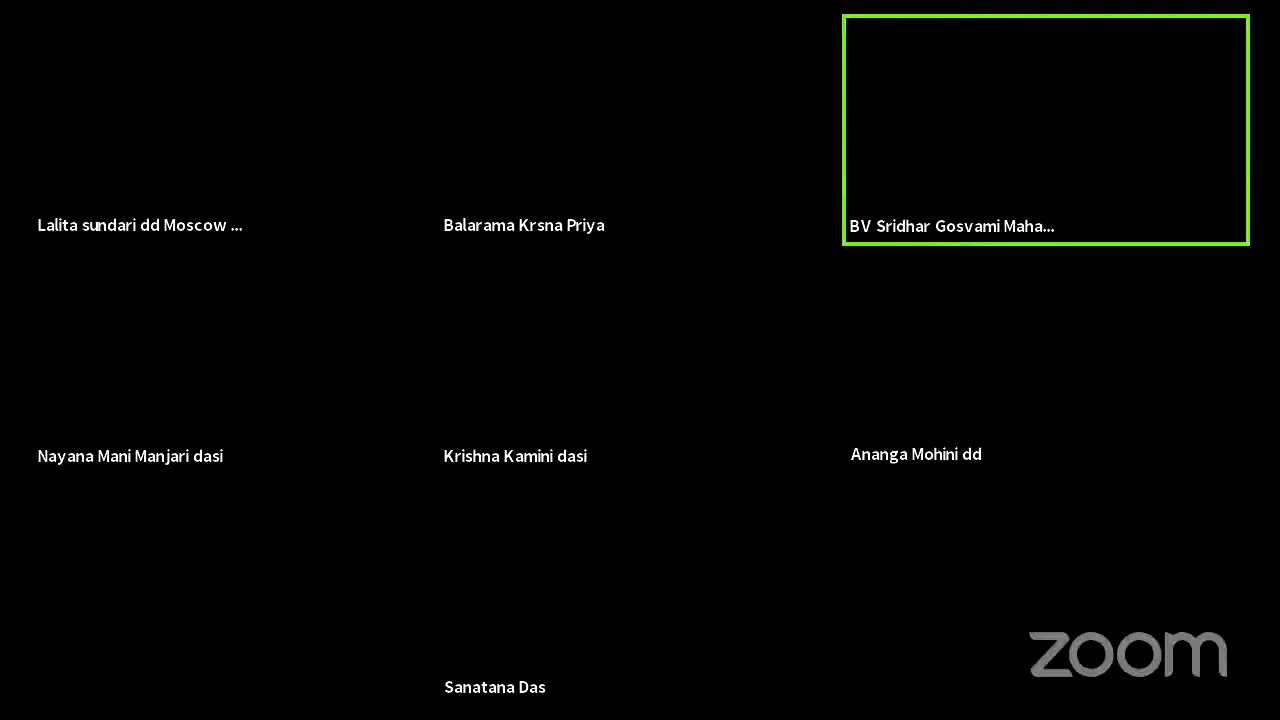 Lalita sundari dd Moscow ...
Balarama Krsna Priya
BV Sridhar Gosvami Maha...
Nayana Mani Manjari dasi
Krishna Kamini dasi
Ananga Mohini dd
zoom
Sanatana Das